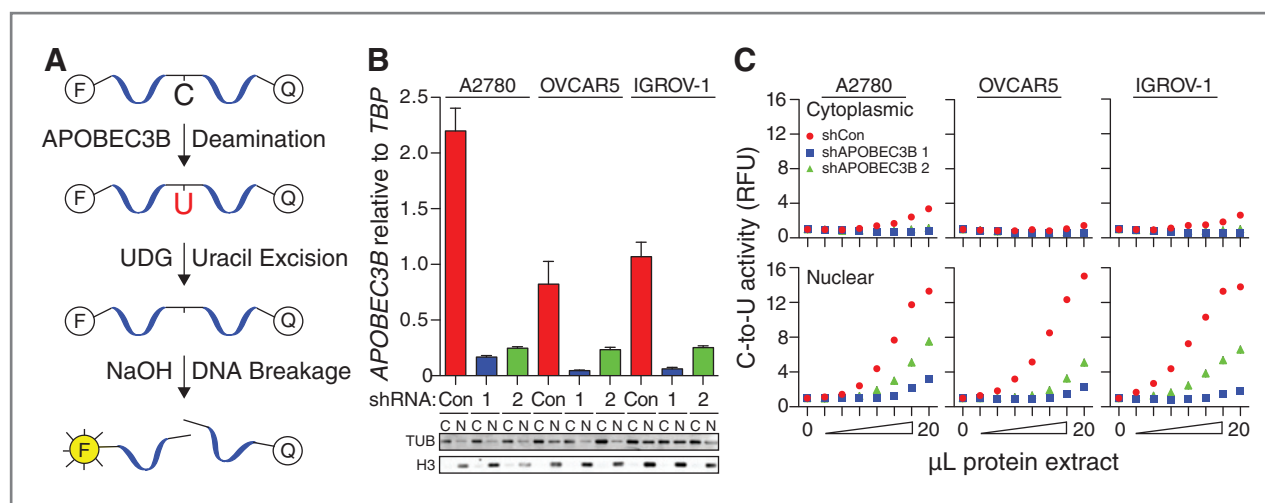 A
F
C
Q
APOBEC3B
Deamination
F
U
Q
UDG
Uracil Excision
F
Q
NaOH
DNA Breakage
F
Q
B
A2780 OVCAR5 IGROV-1
APOBEC3B relative to TBP
2.5
2.0
1.5
1.0
0.5
0
shRNA: Con 1 2 Con 1 2 Con 1 2
C N C N C N C N C N C N C N C N C N
TUB
H3
C
A2780 OVCAR5 IGROV-1
C-to-U activity (RFU)
16
12
8
4
0
Cytoplasmic
shCon
shAPOBEC3B 1
shAPOBEC3B 2
16
12
8
4
0
Nuclear
0 20 0 20 0 20
µL protein extract